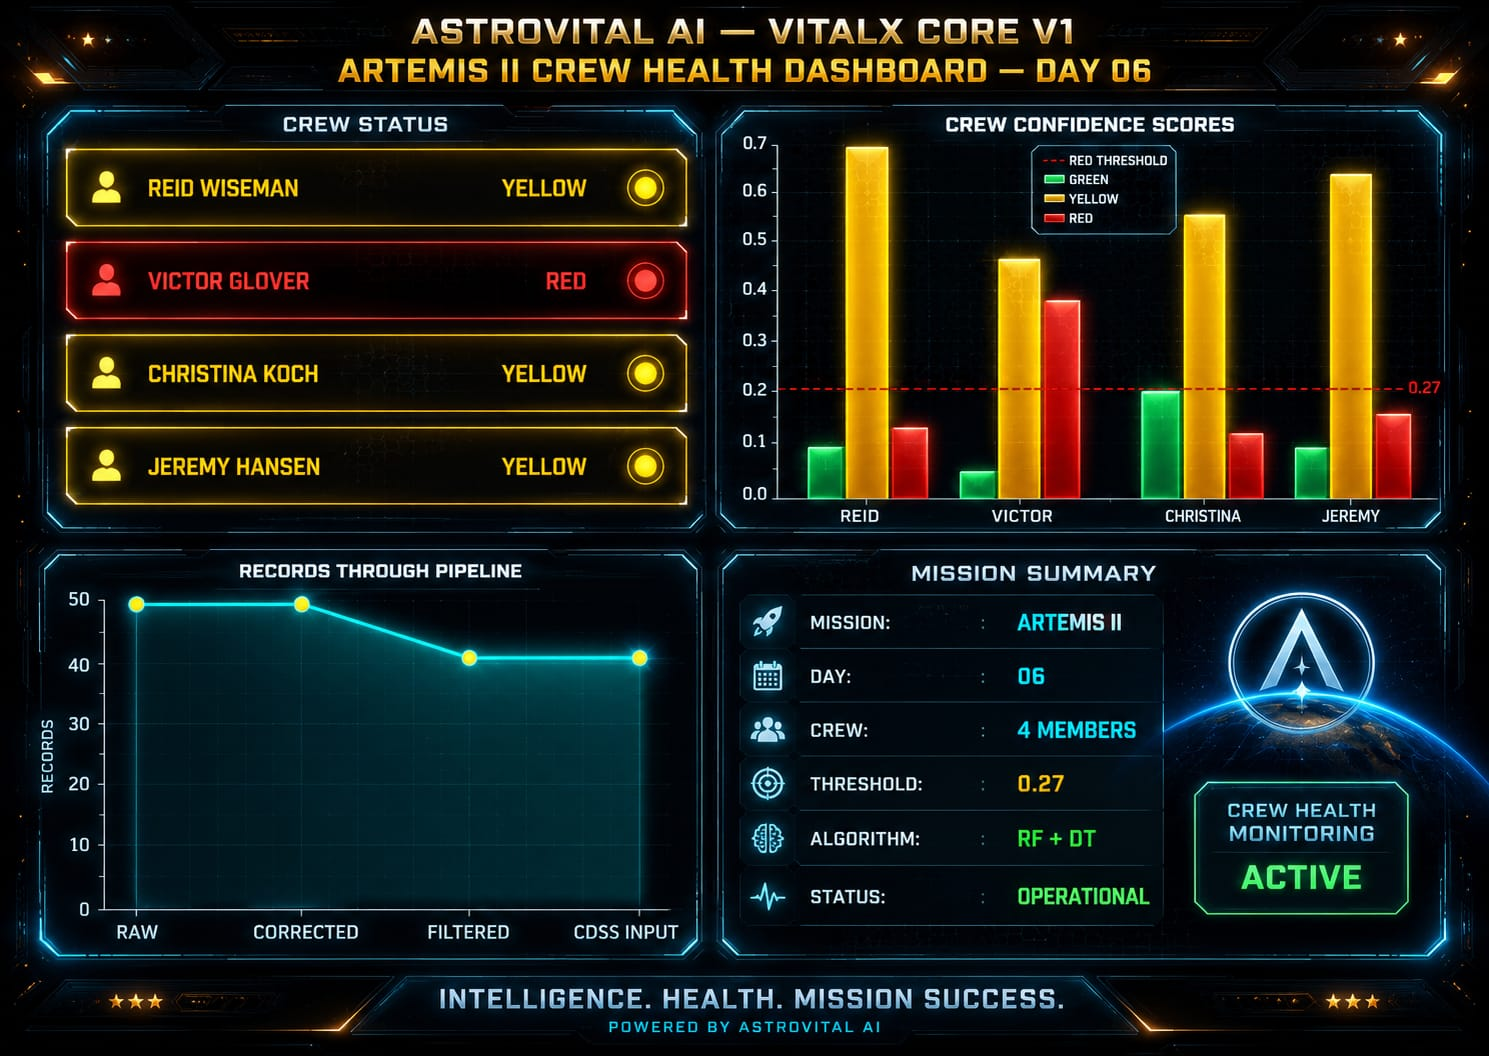 ASTROVITAL AI — VITALX CORE V1
ARTEMIS II CREW HEALTH DASHBOARD — DAY 06
CREW STATUS
REID WISEMAN YELLOW
VICTOR GLOVER RED
CHRISTINA KOCH YELLOW
JEREMY HANSEN YELLOW
CREW CONFIDENCE SCORES
0.7
0.6
0.5
0.4
0.3
0.2
0.1
0.0
RED THRESHOLD
GREEN
YELLOW
RED
0.27
REID VICTOR CHRISTINA JEREMY
RECORDS THROUGH PIPELINE
RECORDS
50
40
30
20
10
0
RAW CORRECTED FILTERED CDSS INPUT
MISSION SUMMARY
MISSION: : ARTEMIS II
DAY: : 06
CREW: : 4 MEMBERS
THRESHOLD: : 0.27
ALGORITHM: : RF + DT
STATUS: : OPERATIONAL
CREW HEALTH
MONITORING
ACTIVE
INTELLIGENCE. HEALTH. MISSION SUCCESS.
POWERED BY ASTROVITAL AI